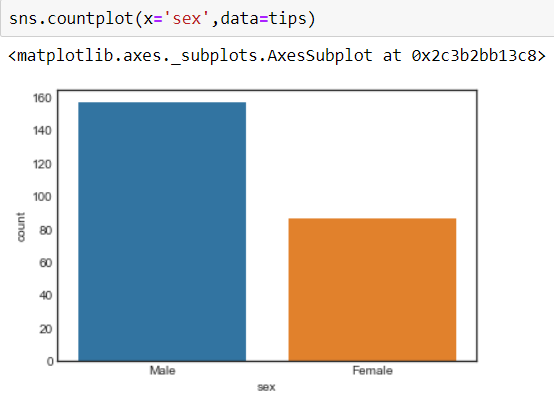 sns.countplot(x='sex',data=tips)
<matplotlib.axes._subplots.AxesSubplot at 0x2c3b2bb13c8>
160
140
120
100
80
60
40
20
0
count
Male Female
sex